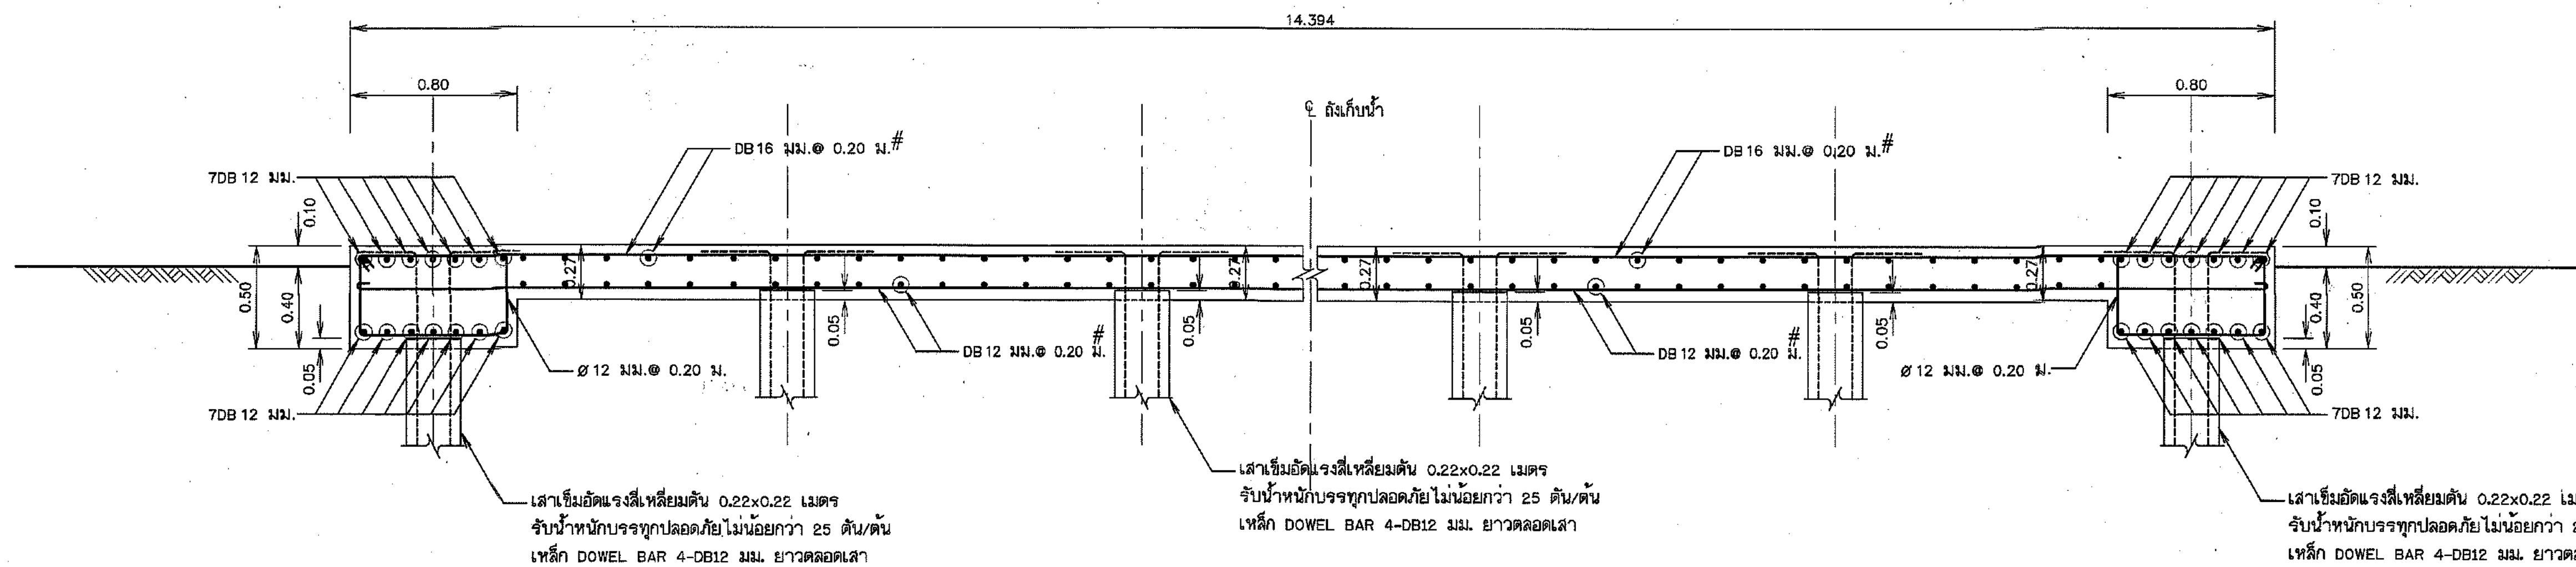 14.394
0.80
0.80
℄ ถังเก็บน้ำ
DB 16 มม.@ 0.20 ม.#
DB 16 มม.@ 0.20 ม.#
7DB 12 มม.
7DB 12 มม.
0.10
0.50
0.40
0.05
0.27
0.27
0.27
0.27
0.10
0.40
0.50
0.05
0.05
0.05
0.05
0.05
DB 12 มม.@ 0.20 ม.#
DB 12 มม.@ 0.20 ม.#
Ø 12 มม.@ 0.20 ม.
Ø 12 มม.@ 0.20 ม.
7DB 12 มม.
7DB 12 มม.
เสาเข็มอัดแรงสี่เหลี่ยมตัน 0.22x0.22 เมตร
รับน้ำหนักบรรทุกปลอดภัยไม่น้อยกว่า 25 ตัน/ต้น
เหล็ก DOWEL BAR 4-DB12 มม. ยาวตลอดเสา
เสาเข็มอัดแรงสี่เหลี่ยมตัน 0.22x0.22 เมตร
รับน้ำหนักบรรทุกปลอดภัยไม่น้อยกว่า 25 ตัน/ต้น
เหล็ก DOWEL BAR 4-DB12 มม. ยาวตลอดเสา
เสาเข็มอัดแรงสี่เหลี่ยมตัน 0.22x0.22
รับน้ำหนักบรรทุกปลอดภัยไม่น้อยกว่า
เหล็ก DOWEL BAR 4-DB12 มม.